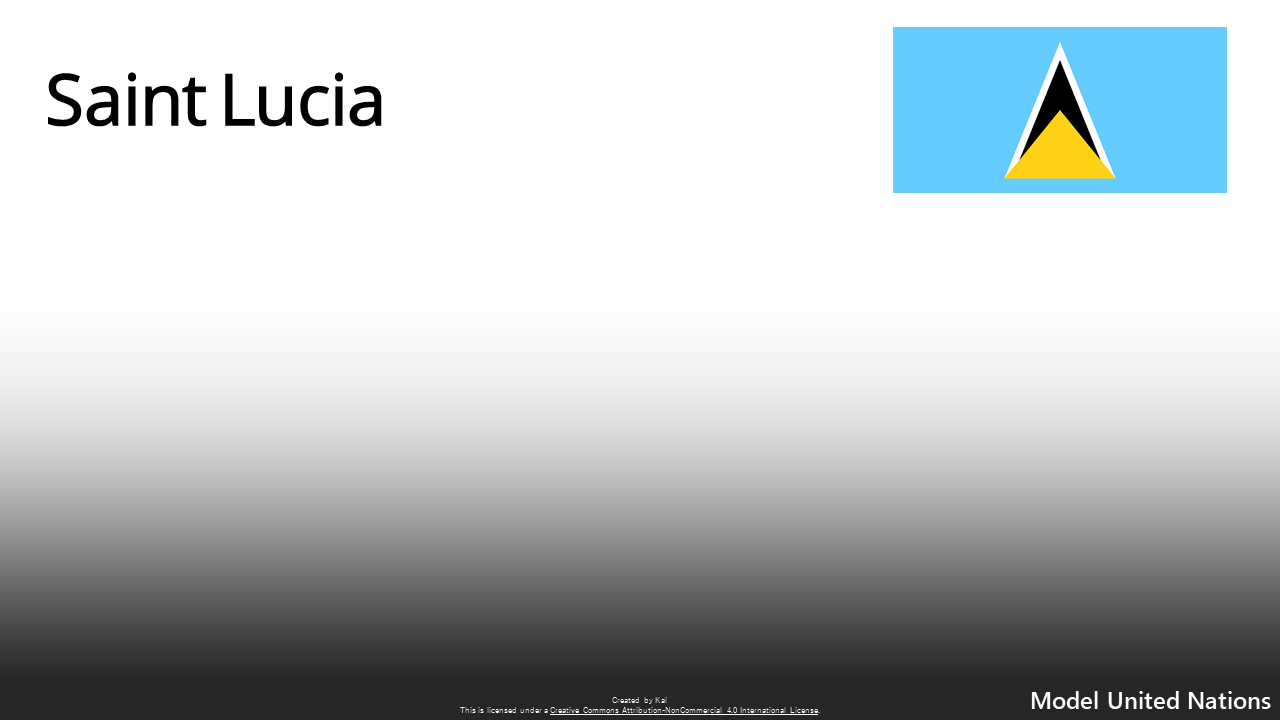 Saint Lucia
Created by Kai
This is licensed under a Creative Commons Attribution-NonCommercial 4.0 International License.
Model United Nations